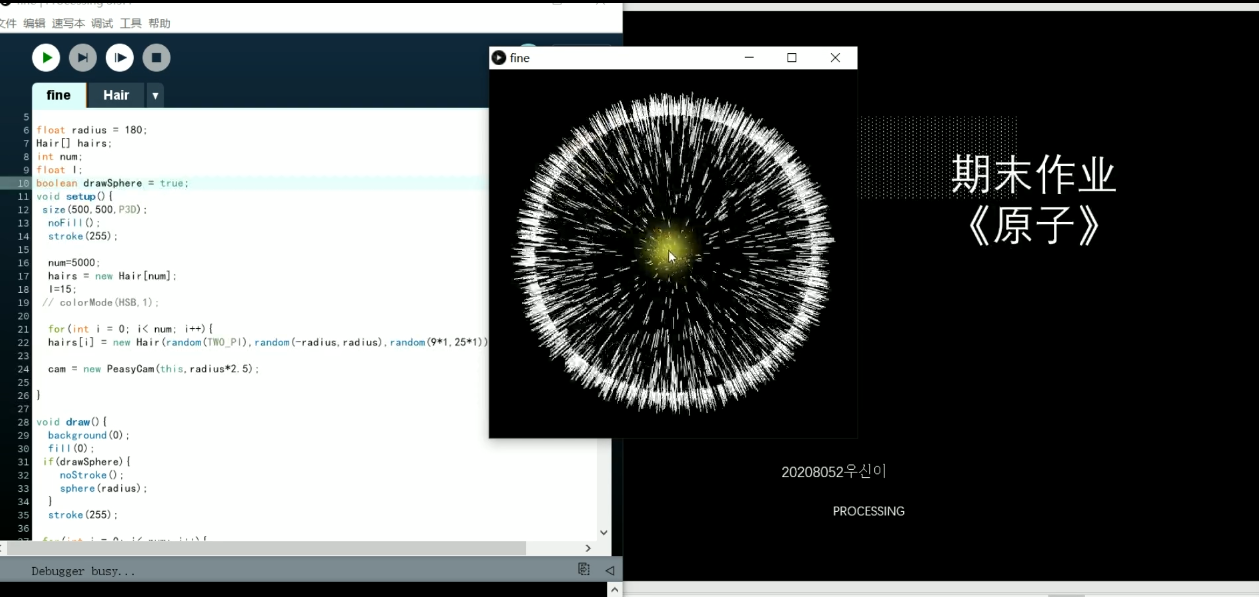 文件 编辑 速写本 调试 工具 帮助
fine Hair
5
6 float radius = 180;
7 Hair[] hairs;
8 int num;
9 float l;
10 boolean drawSphere = true;
11 void setup(){
12 size(500,500,P3D);
13 noFill();
14 stroke(255);
15
16 num=5000;
17 hairs = new Hair[num];
18 l=15;
19 // colorMode(HSB,1);
20
21 for(int i = 0; i< num; i++){
22 hairs[i] = new Hair(random(TWO_PI),random(-radius,radius),random(9*1,25*1))
23
24 cam = new PeasyCam(this,radius*2.5);
25
26 }
27
28 void draw(){
29 background(0);
30 fill(0);
31 if(drawSphere){
32 noStroke();
33 sphere(radius);
34 }
35 stroke(255);
36
Debugger busy...
fine
期末作业
《原子》
20208052우신이
PROCESSING